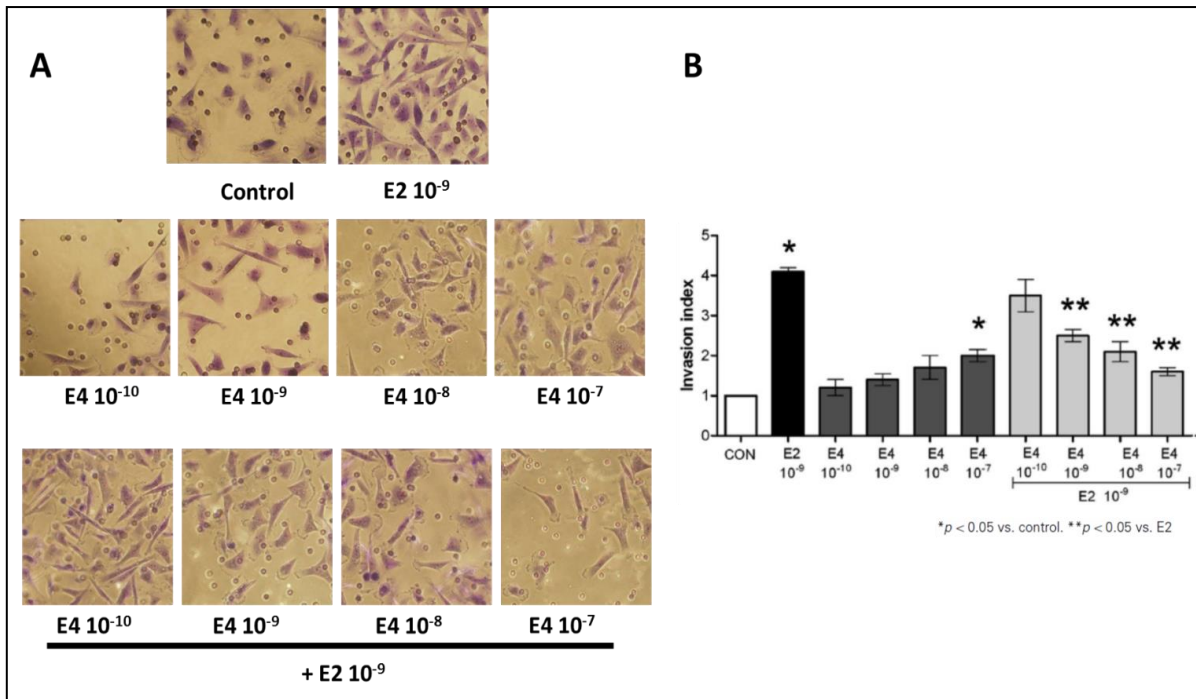 A
Control
E2 10⁻⁹
E4 10⁻¹⁰
E4 10⁻⁹
E4 10⁻⁸
E4 10⁻⁷
E4 10⁻¹⁰
E4 10⁻⁹
E4 10⁻⁸
E4 10⁻⁷
+ E2 10⁻⁹
B
Invasion index
5
4
3
2
1
0
*
*
**
**
**
CON
E2 10⁻⁹
E4 10⁻¹⁰
E4 10⁻⁹
E4 10⁻⁸
E4 10⁻⁷
E4 10⁻¹⁰
E4 10⁻⁹
E4 10⁻⁸
E4 10⁻⁷
E2 10⁻⁹
*p < 0.05 vs. control. **p < 0.05 vs. E2